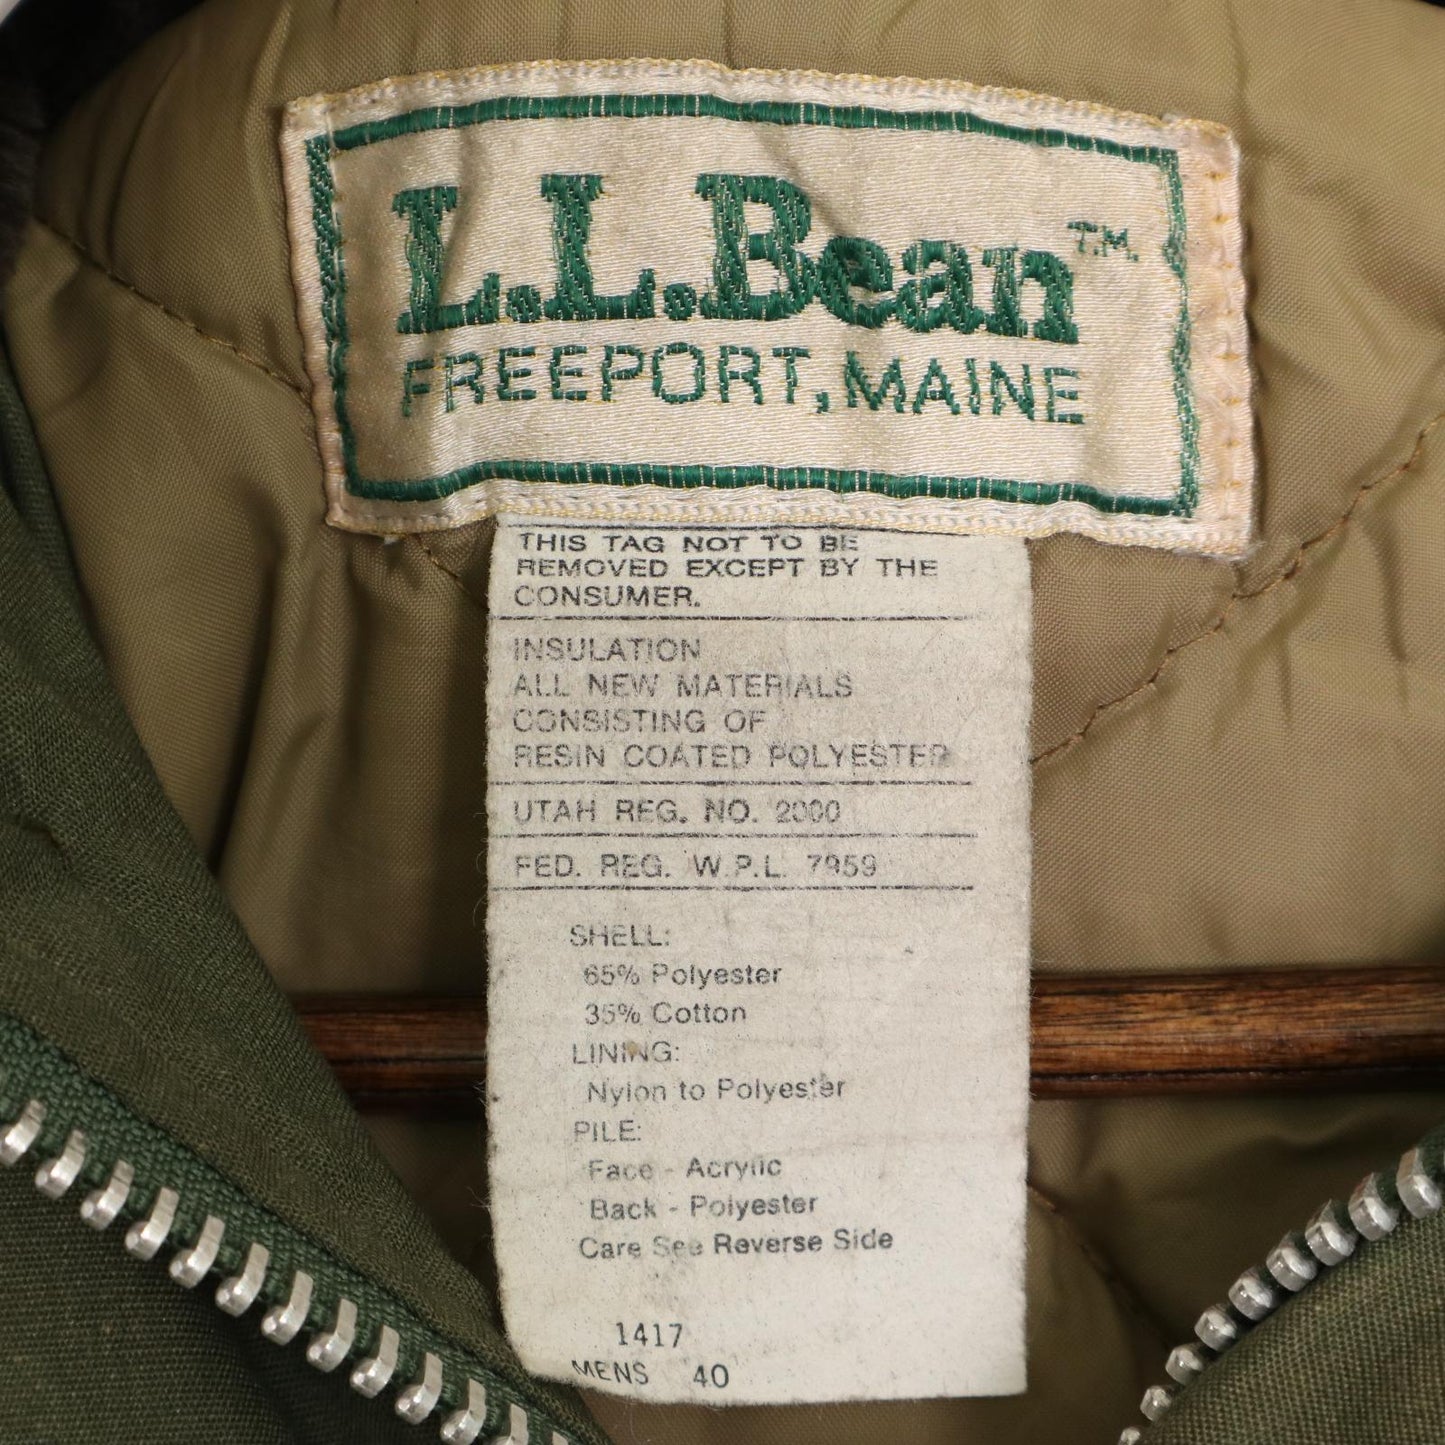 L.L.Bean T.M.
FREEPORT, MAINE
THIS TAG NOT TO BE
REMOVED EXCEPT BY THE
CONSUMER.
INSULATION
ALL NEW MATERIALS
CONSISTING OF
RESIN COATED POLYESTER
UTAH REG. NO. 2000
FED. REG. W.P.L. 7959
SHELL:
65% Polyester
35% Cotton
LINING:
Nylon to Polyester
PILE:
Face - Acrylic
Back - Polyester
Care See Reverse Side
1417
MENS 40